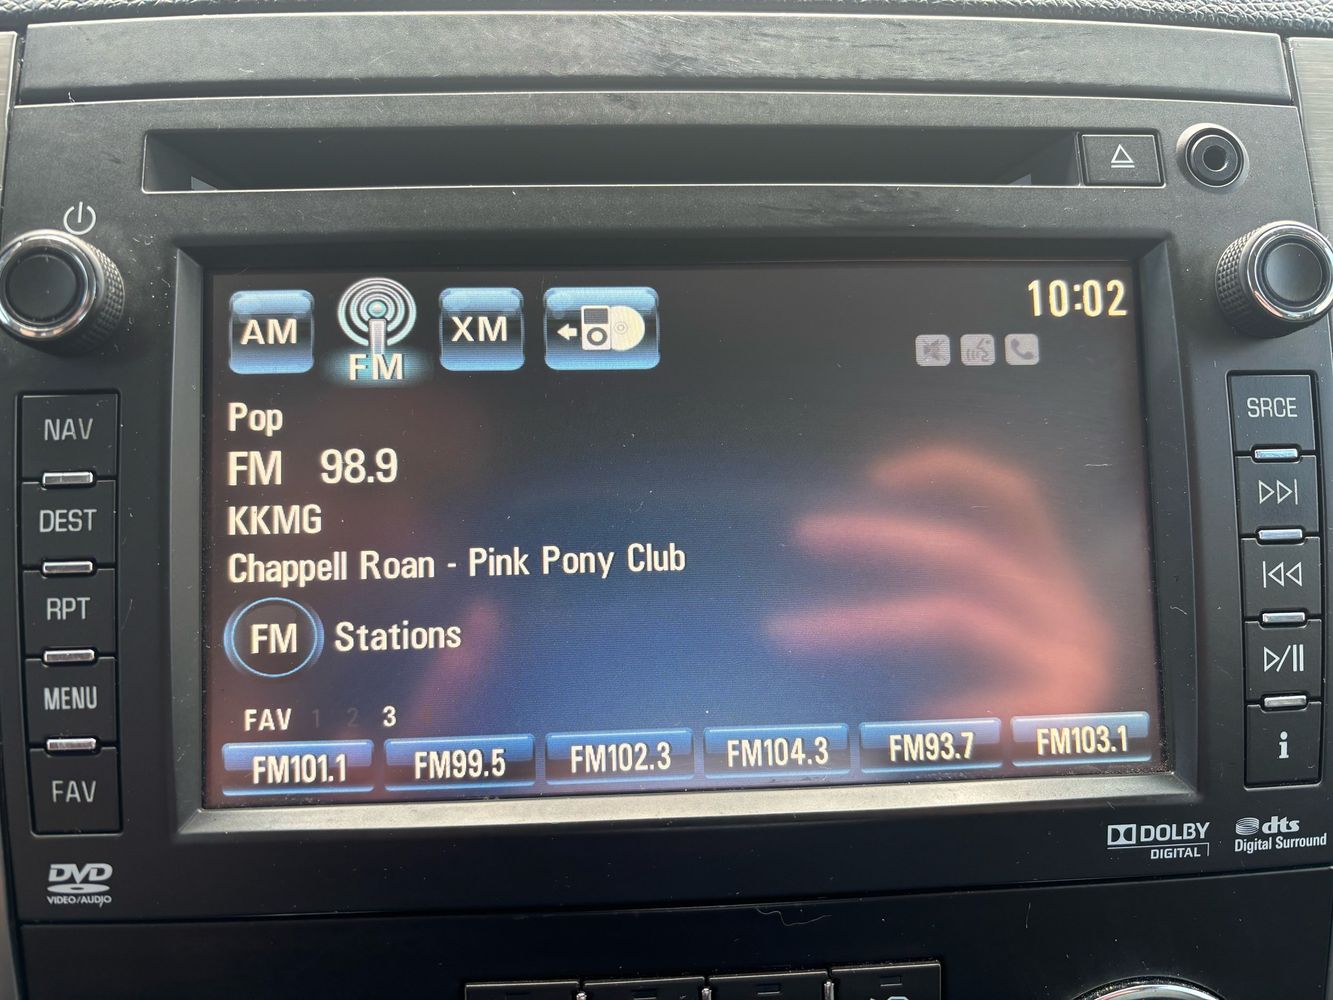 AM
FM
XM
10:02
Pop
FM 98.9
KKMG
Chappell Roan - Pink Pony Club
FM Stations
FAV 1 2 3
FM101.1 FM99.5 FM102.3 FM104.3 FM93.7 FM103.1
NAV
DEST
RPT
MENU
FAV
SRCE
i
DVD
VIDEO/AUDIO
DOLBY
DIGITAL
dts
Digital Surround